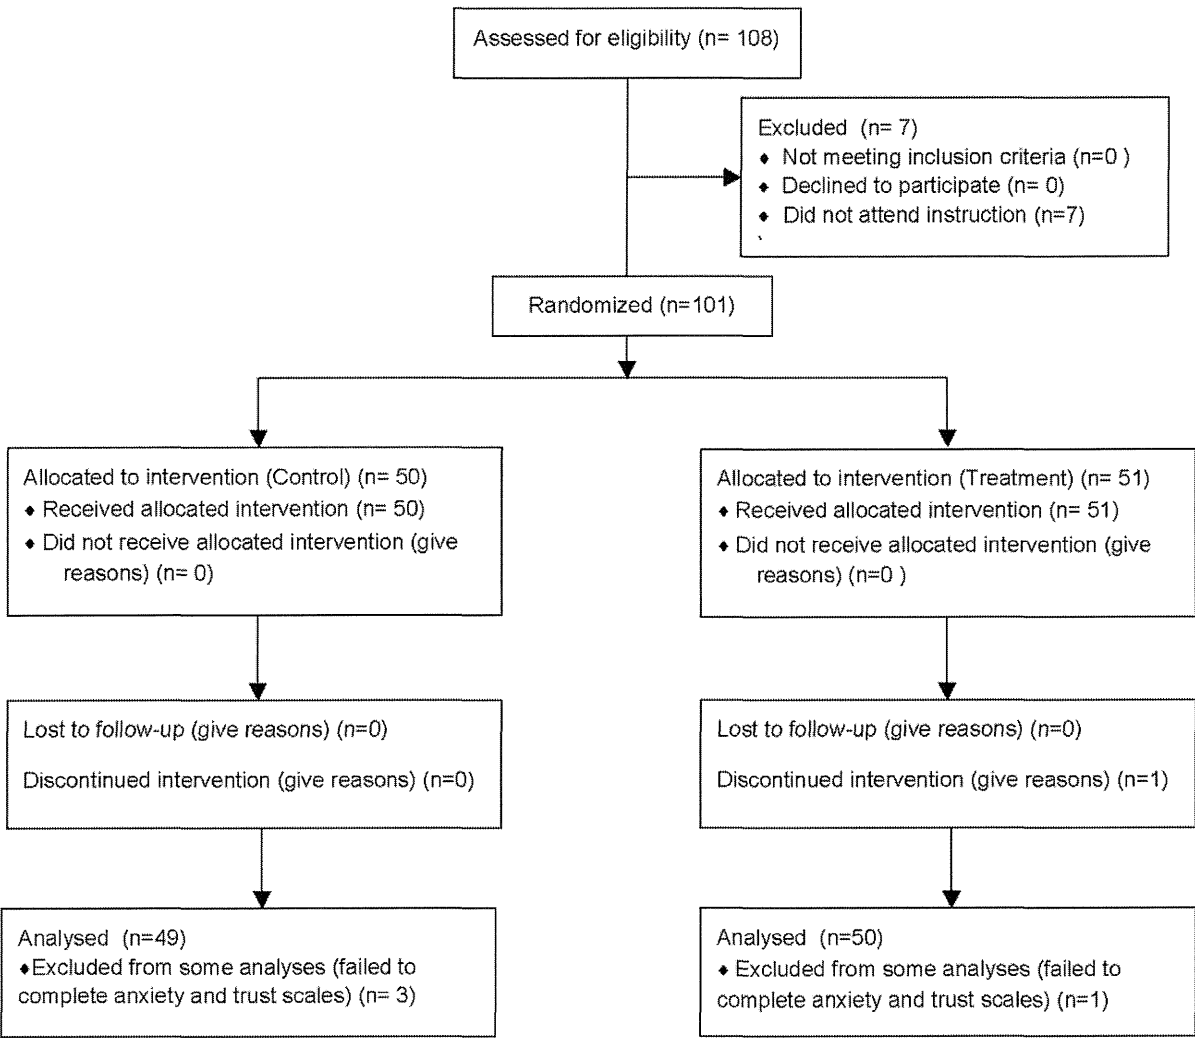 Assessed for eligibility (n= 108)
Excluded (n= 7)
♦ Not meeting inclusion criteria (n=0 )
♦ Declined to participate (n= 0)
♦ Did not attend instruction (n=7)
Randomized (n=101)
Allocated to intervention (Control) (n= 50)
♦ Received allocated intervention (n= 50)
♦ Did not receive allocated intervention (give
reasons) (n= 0)
Allocated to intervention (Treatment) (n= 51)
♦ Received allocated intervention (n= 51)
♦ Did not receive allocated intervention (give
reasons) (n=0 )
Lost to follow-up (give reasons) (n=0)
Discontinued intervention (give reasons) (n=0)
Lost to follow-up (give reasons) (n=0)
Discontinued intervention (give reasons) (n=1)
Analysed (n=49)
♦Excluded from some analyses (failed to
complete anxiety and trust scales) (n= 3)
Analysed (n=50)
♦ Excluded from some analyses (failed to
complete anxiety and trust scales) (n=1)